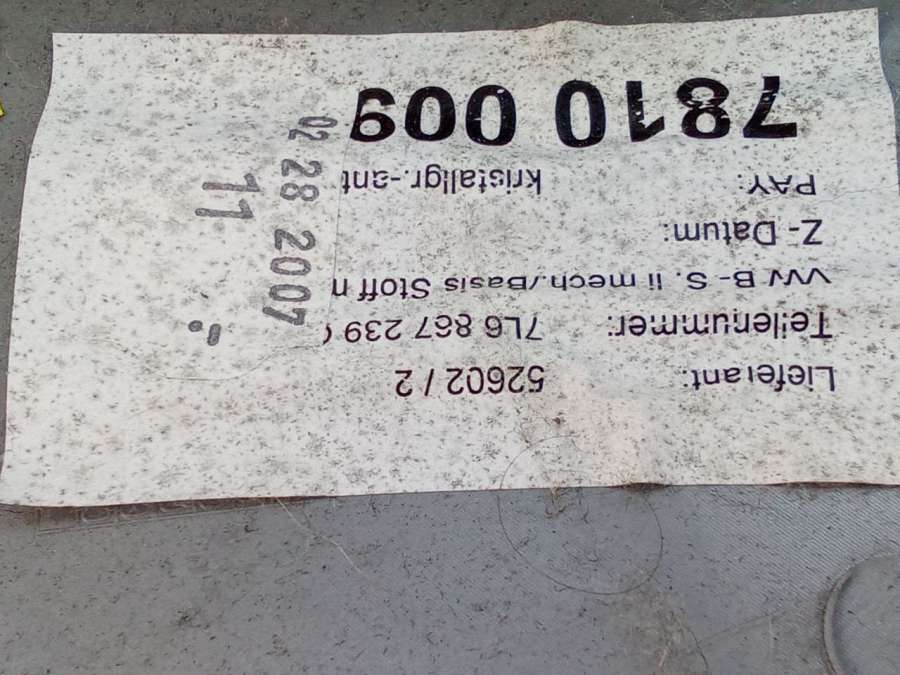 Lieferant: 52602 / 2
Teilenummer: 7L6 867 239
VW B- S. li mech./Basis Stoff n
Z- Datum:
PAY: kristallgr.-ant
7810 009
02 28 2007
11